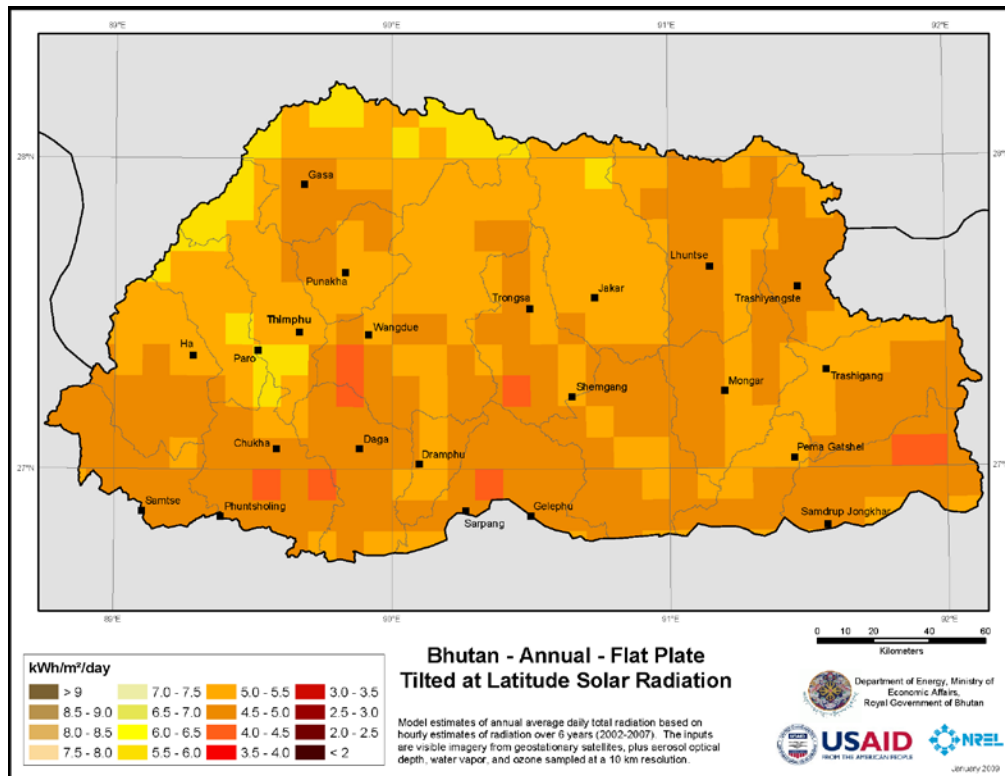 89°E 90°E 91°E 92°E
28°N 28°N
Gasa
Lhuntse
Punakha
Trashiyangste
Jakar
Trongsa
Thimphu
Wangdue
Ha
Paro
Trashigang
Mongar
Shemgang
Chukha
Daga
Pema Gatshel
Dramphu
27°N 27°N
Samtse
Phuntsholing
Sarpang
Gelephu
Samdrup Jongkhar
89°E 90°E 91°E 92°E
0 10 20 40 60
Kilometers
kWh/m²/day
> 9 7.0 - 7.5 5.0 - 5.5 3.0 - 3.5
8.5 - 9.0 6.5 - 7.0 4.5 - 5.0 2.5 - 3.0
8.0 - 8.5 6.0 - 6.5 4.0 - 4.5 2.0 - 2.5
7.5 - 8.0 5.5 - 6.0 3.5 - 4.0 < 2
Bhutan - Annual - Flat Plate
Tilted at Latitude Solar Radiation
Model estimates of annual average daily total radiation based on
hourly estimates of radiation over 6 years (2002-2007). The inputs
are visible imagery from geostationary satellites, plus aerosol optical
depth, water vapor, and ozone sampled at a 10 km resolution.
Department of Energy, Ministry of
Economic Affairs,
Royal Government of Bhutan
USAID
FROM THE AMERICAN PEOPLE
NREL
January 2009